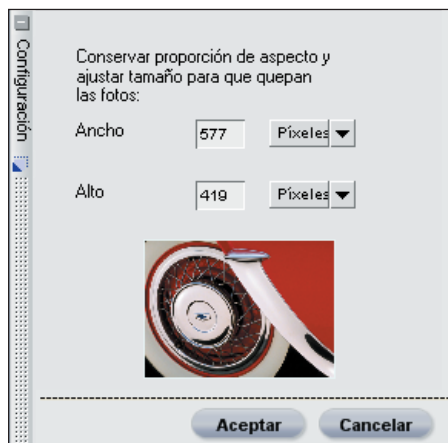 Configuración
Conservar proporción de aspecto y
ajustar tamaño para que quepan
las fotos:
Ancho 577 Píxeles
Alto 419 Píxeles
Aceptar Cancelar